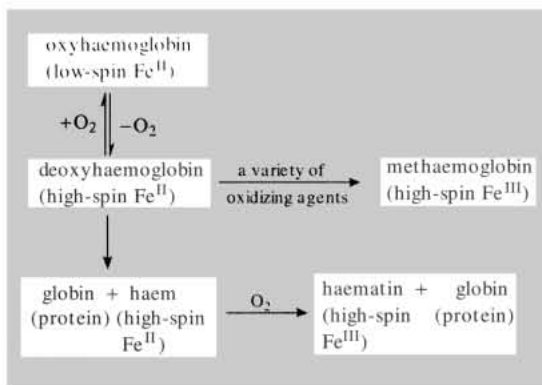 oxyhaemoglobin
(low-spin Fe^II)
+O₂
−O₂
deoxyhaemoglobin
(high-spin Fe^II)
a variety of
oxidizing agents
methaemoglobin
(high-spin Fe^III)
globin + haem
(protein) (high-spin
Fe^II)
O₂
haematin + globin
(high-spin (protein)
Fe^III)